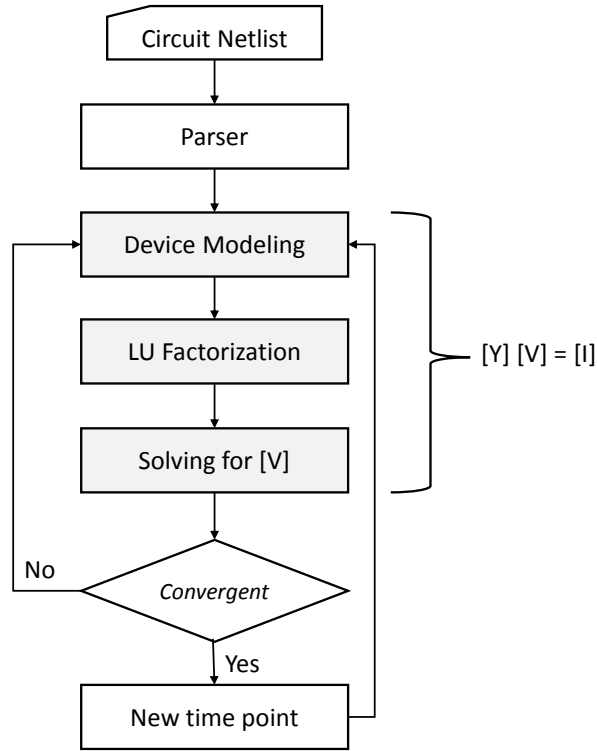 Circuit Netlist
Parser
Device Modeling
LU Factorization
[Y] [V] = [I]
Solving for [V]
No
Convergent
Yes
New time point